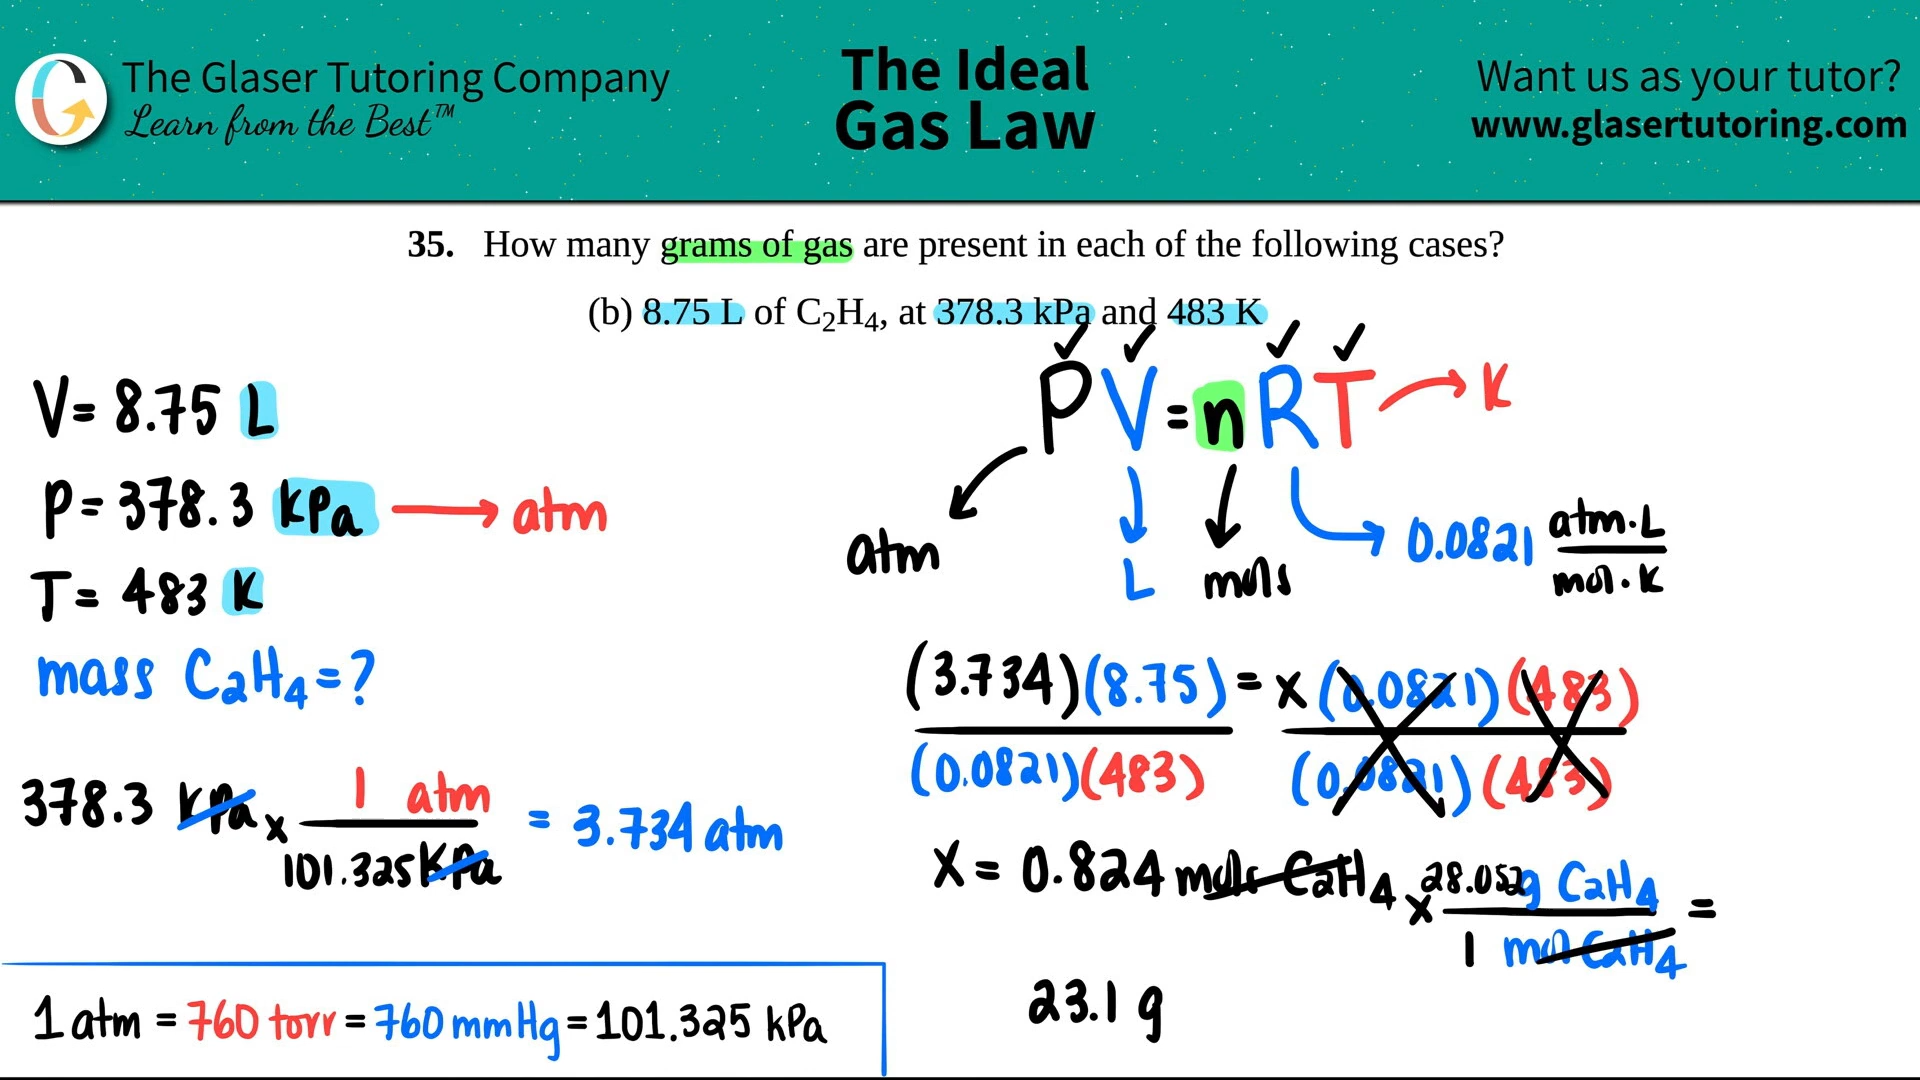 The Glaser Tutoring Company
Learn from the Best™
The Ideal
Gas Law
Want us as your tutor?
www.glasertutoring.com
35. How many grams of gas are present in each of the following cases?
(b) 8.75 L of C₂H₄, at 378.3 kPa and 483 K
V= 8.75 L
P= 378.3 kPa → atm
T= 483 K
mass C₂H₄ = ?
378.3 kPa x 1 atm = 3.734 atm
101.325 kPa
1 atm = 760 torr = 760 mmHg = 101.325 kPa
✓ ✓ ✓ ✓
PV = nRT → K
atm
L
mols
0.0821 atm·L
mol·K
(3.734)(8.75) = x (0.0821)(483)
(0.0821)(483) (0.0821)(483)
X = 0.824 mols C₂H₄ x 28.052g C₂H₄ =
1 mol C₂H₄
23.1 g